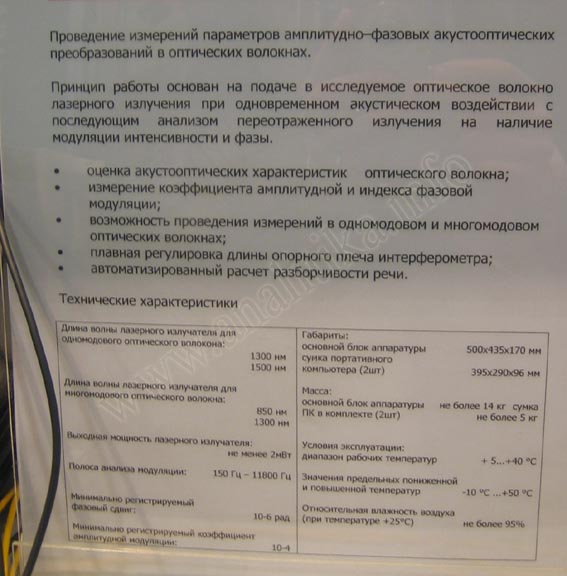 Проведение измерений параметров амплитудно-фазовых акустооптических
преобразований в оптических волокнах.
Принцип работы основан на подаче в исследуемое оптическое волокно
лазерного излучения при одновременном акустическом воздействии с
последующим анализом переотраженного излучения на наличие
модуляции интенсивности и фазы.
• оценка акустооптических характеристик оптического волокна;
• измерение коэффициента амплитудной и индекса фазовой
модуляции;
• возможность проведения измерений в одномодовом и многомодовом
оптических волокнах;
• плавная регулировка длины опорного плеча интерферометра;
• автоматизированный расчет разборчивости речи.
Технические характеристики
Длина волны лазерного излучателя для
одномодового оптического волокона:
1300 нм
1500 нм
Длина волны лазерного излучателя для
многомодового оптического волокна:
850 нм
1300 нм
Выходная мощность лазерного излучателя:
не менее 2мВт
Полоса анализа модуляции:
150 Гц – 11800 Гц
Минимально регистрируемый
фазовый сдвиг:
10-6 рад
Минимально регистрируемый коэффициент
амплитудной модуляции:
10-4
Габариты:
основной блок аппаратуры 500х435х170 мм
сумка портативного
компьютера (2шт) 395х290х96 мм
Масса:
основной блок аппаратуры не более 14 кг сумка
ПК в комплекте (2шт) не более 5 кг
Условия эксплуатации:
диапазон рабочих температур + 5...+40 °С
Значения предельных пониженной
и повышенной температур -10 °С ...+50 °С
Относительная влажность воздуха
(при температуре +25°С) не более 95%